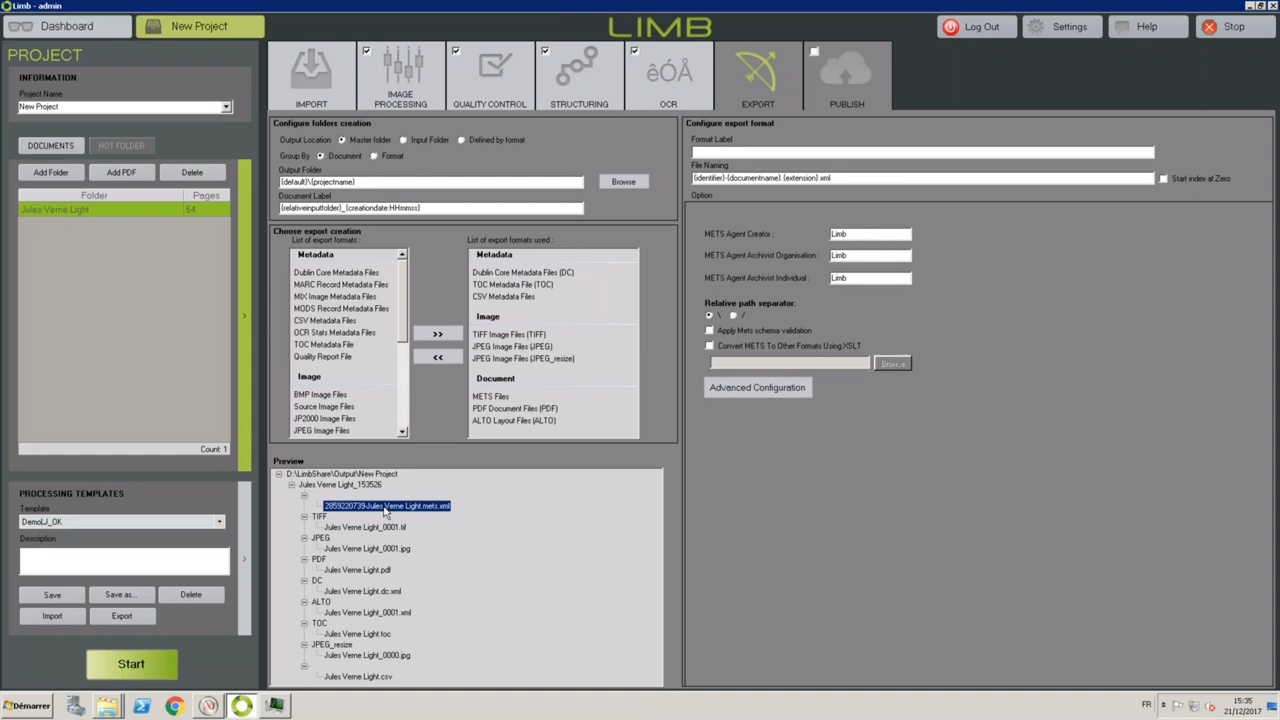 Limb - admin
Dashboard
New Project
LIMB
Log Out
Settings
Help
Stop
PROJECT
INFORMATION
Project Name
New Project
DOCUMENTS
HOT FOLDER
Add Folder
Add PDF
Delete
Folder
Pages
Jules Verne Light
54
Count: 1
PROCESSING TEMPLATES
Template
DemoLJ_OK
Description
Save
Save as...
Delete
Import
Export
Start
IMPORT
IMAGE
PROCESSING
QUALITY CONTROL
STRUCTURING
êÓÅ
OCR
EXPORT
PUBLISH
Configure folders creation
Output Location
Master folder
Input Folder
Defined by format
Group By
Document
Format
Output Folder
{default}\{projectname}
Browse
Document Label
{relativeinputfolder}_{creationdate:HHmmss}
Choose export creation
List of export formats :
Metadata
Dublin Core Metadata Files
MARC Record Metadata Files
MIX Image Metadata Files
MODS Record Metadata Files
CSV Metadata Files
OCR Stats Metadata Files
TOC Metadata File
Quality Report File
Image
BMP Image Files
Source Image Files
JP2000 Image Files
JPEG Image Files
>>
<<
List of export formats used :
Metadata
Dublin Core Metadata Files (DC)
TOC Metadata File (TOC)
CSV Metadata Files
Image
TIFF Image Files (TIFF)
JPEG Image Files (JPEG)
JPEG Image Files (JPEG_resize)
Document
METS Files
PDF Document Files (PDF)
ALTO Layout Files (ALTO)
Preview
D:\LimbShare\Output\New Project
Jules Verne Light_153526
2859220739-Jules Verne Light.mets.xml
TIFF
Jules Verne Light_0001.tif
JPEG
Jules Verne Light_0001.jpg
PDF
Jules Verne Light.pdf
DC
Jules Verne Light.dc.xml
ALTO
Jules Verne Light_0001.xml
TOC
Jules Verne Light.toc
JPEG_resize
Jules Verne Light_0000.jpg
Jules Verne Light.csv
Configure export format
Format Label
File Naming
{identifier}-{documentname}.{extension}.xml
Start index at Zero
Option
METS Agent Creator :
Limb
METS Agent Archivist Organisation :
Limb
METS Agent Archivist Individual :
Limb
Relative path separator:
\
/
Apply Mets schema validation
Convert METS To Other Formats Using XSLT
Browse
Advanced Configuration
Démarrer
FR
15:35
21/12/2017